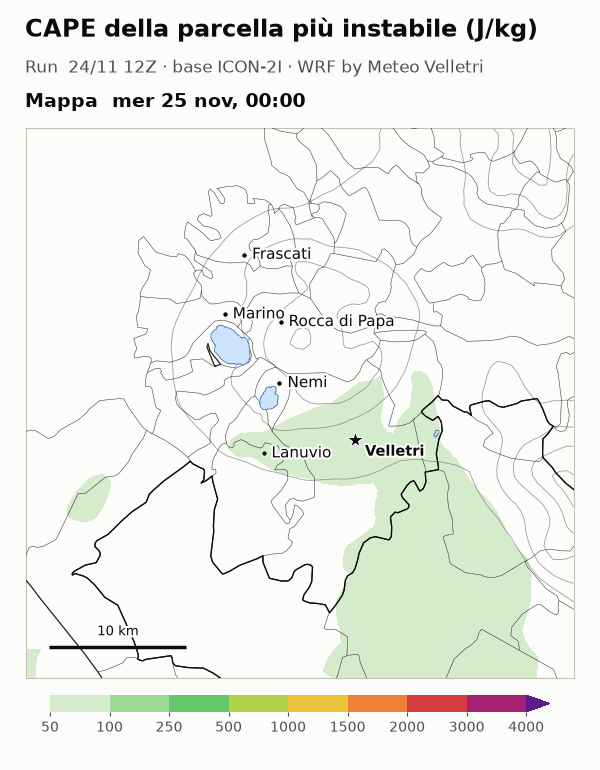 CAPE della parcella più instabile (J/kg)
Run  24/11 12Z · base ICON-2I · WRF by Meteo Velletri
Mappa  mer 25 nov, 00:00
Frascati
Marino
Rocca di Papa
Nemi
Velletri
Lanuvio
10 km
50 100 250 500 1000 1500 2000 3000 4000